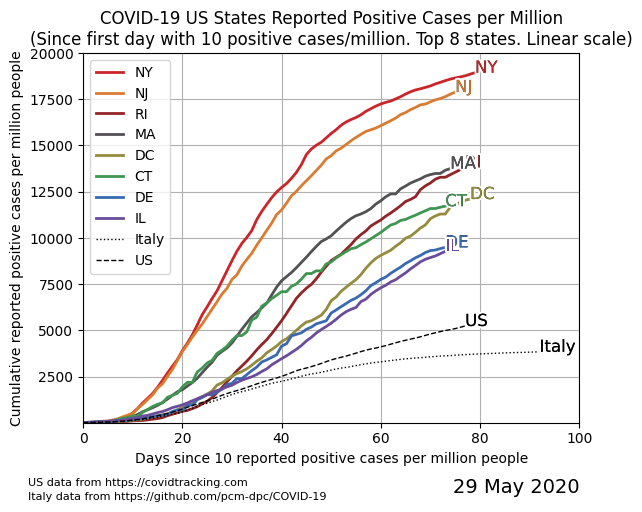 COVID-19 US States Reported Positive Cases per Million
(Since first day with 10 positive cases/million. Top 8 states. Linear scale)
Cumulative reported positive cases per million people
20000
17500
15000
12500
10000
7500
5000
2500
NY
NJ
RI
MA
DC
CT
DE
IL
Italy
US
NY
NJ
MA
DC
CT
DE
IL
US
Italy
0
20
40
60
80
100
Days since 10 reported positive cases per million people
US data from https://covidtracking.com
Italy data from https://github.com/pcm-dpc/COVID-19
29 May 2020